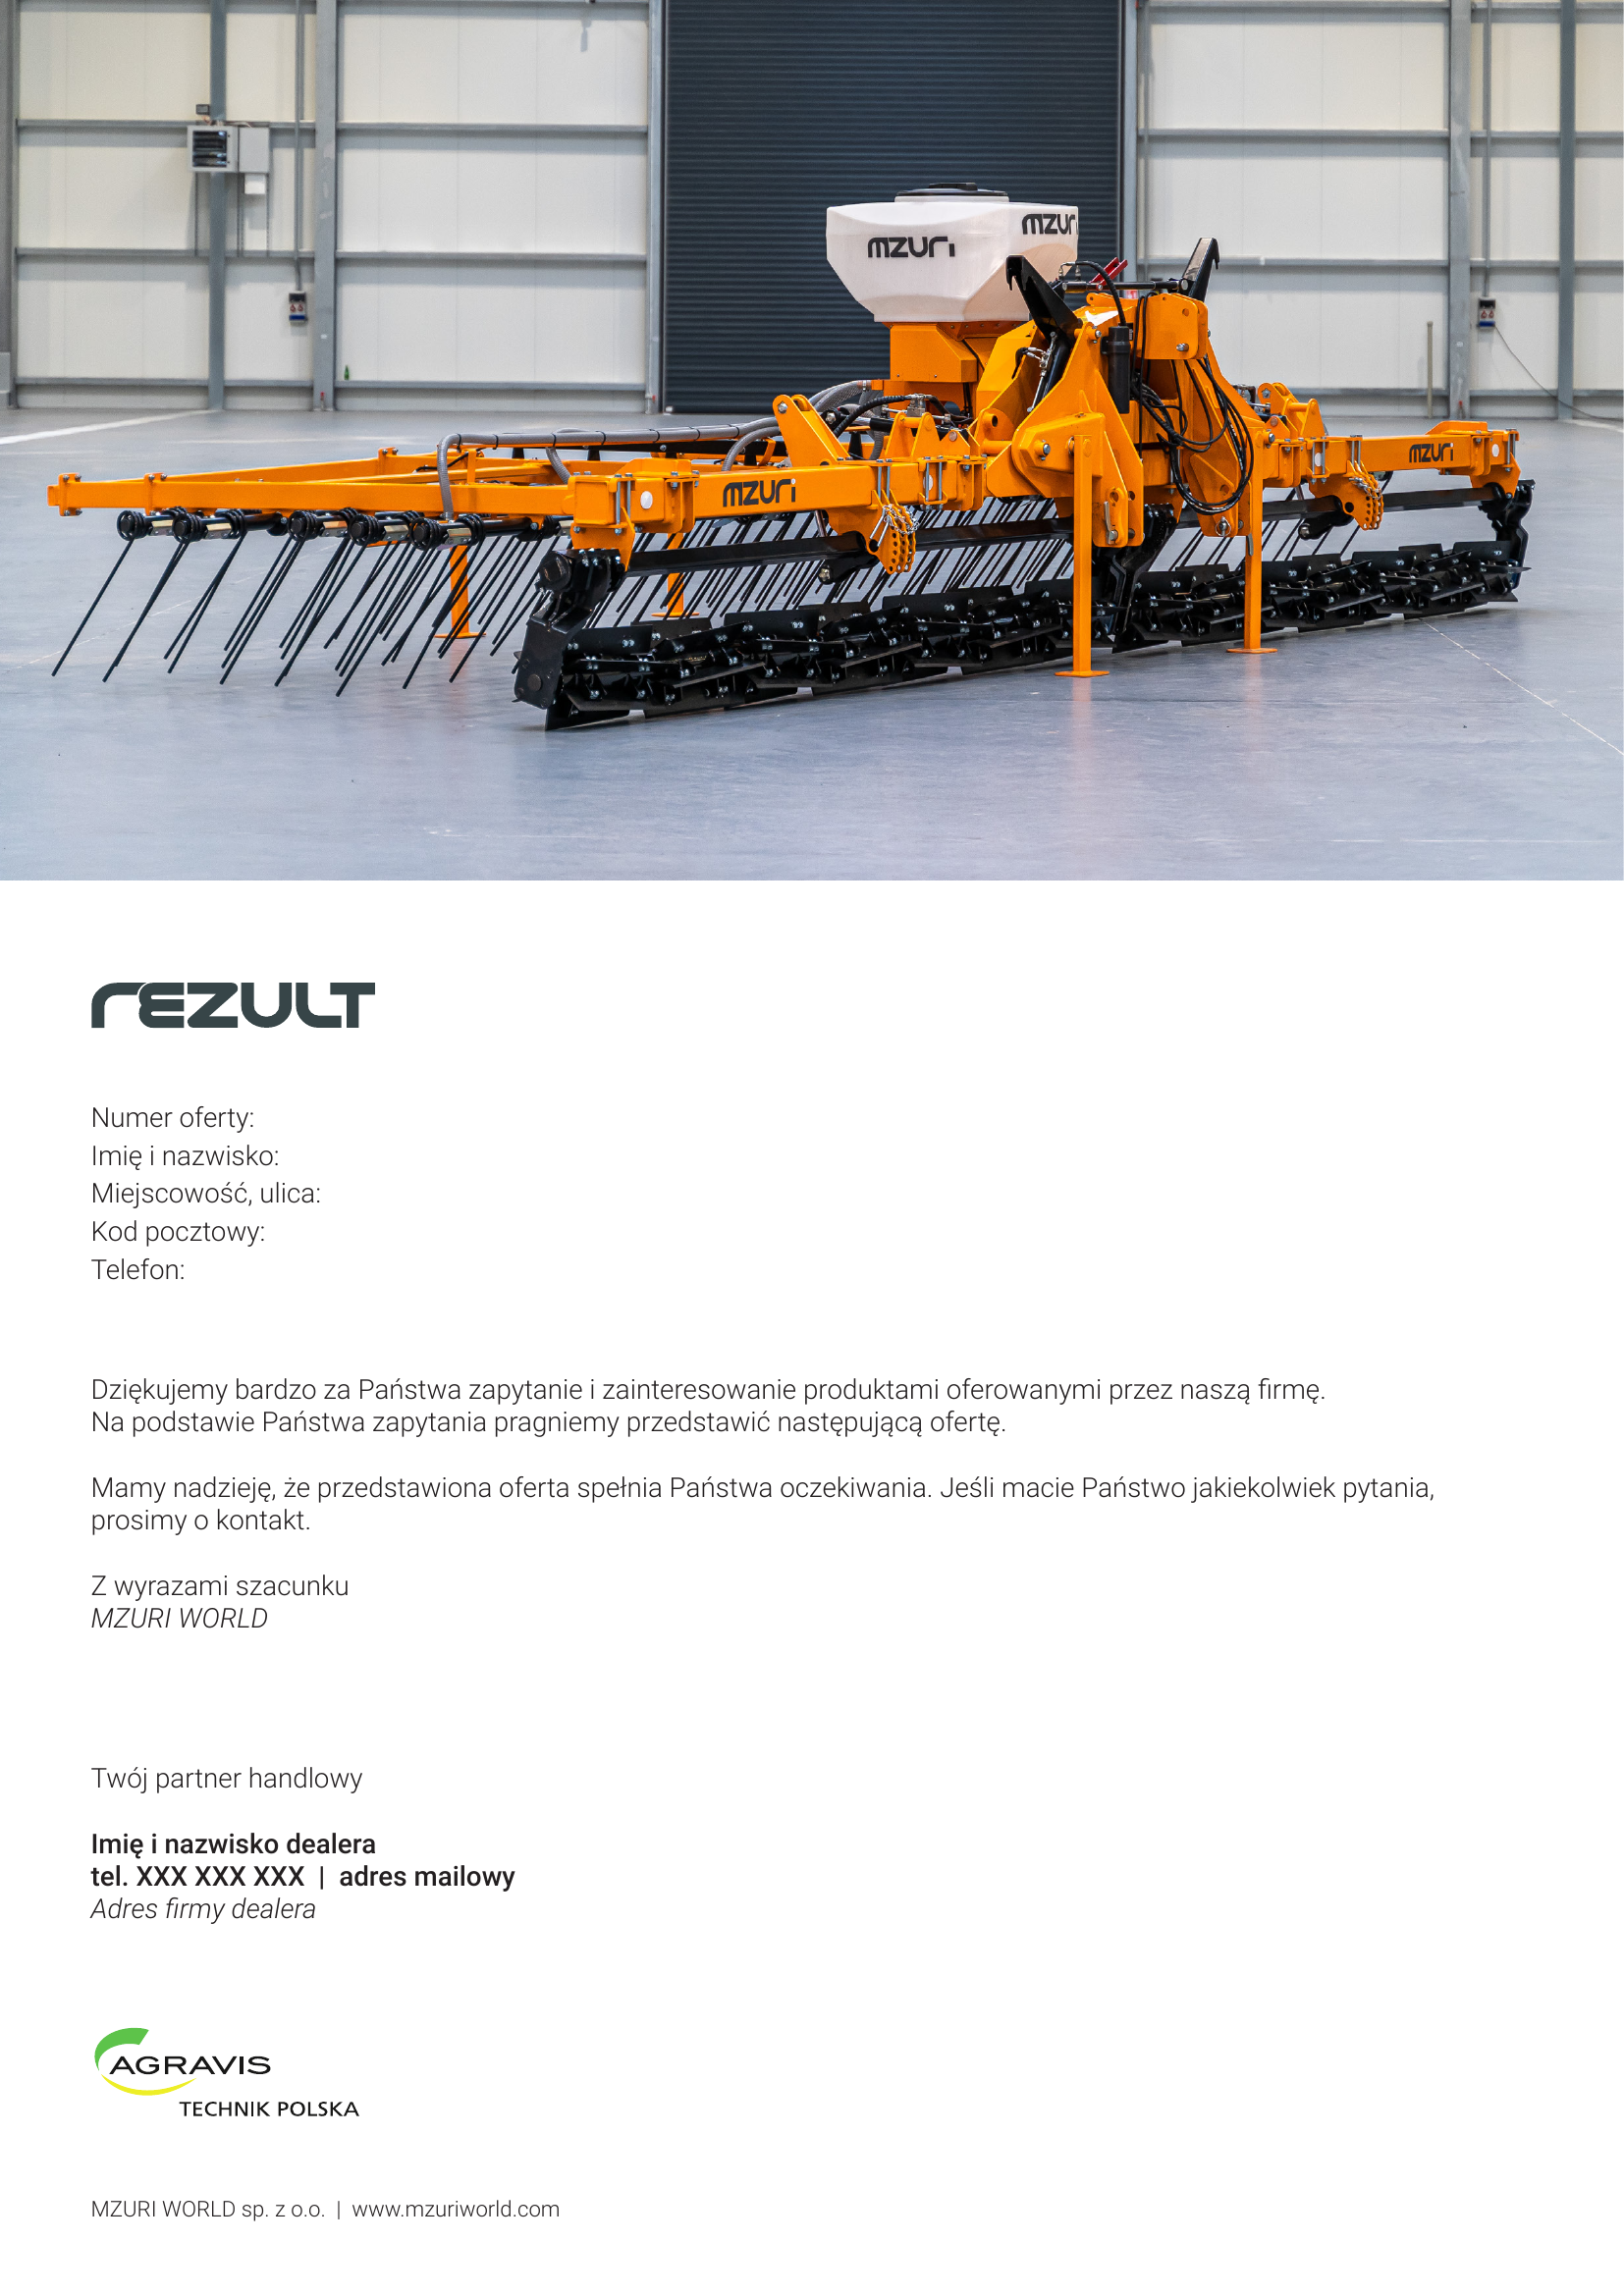 mzuri
mzuri
mzuri
mzuri
REZULT
Numer oferty:
Imię i nazwisko:
Miejscowość, ulica:
Kod pocztowy:
Telefon:
Dziękujemy bardzo za Państwa zapytanie i zainteresowanie produktami oferowanymi przez naszą firmę.
Na podstawie Państwa zapytania pragniemy przedstawić następującą ofertę.
Mamy nadzieję, że przedstawiona oferta spełnia Państwa oczekiwania. Jeśli macie Państwo jakiekolwiek pytania,
prosimy o kontakt.
Z wyrazami szacunku
MZURI WORLD
Twój partner handlowy
Imię i nazwisko dealera
tel. XXX XXX XXX | adres mailowy
Adres firmy dealera
AGRAVIS
TECHNIK POLSKA
MZURI WORLD sp. z o.o. | www.mzuriworld.com